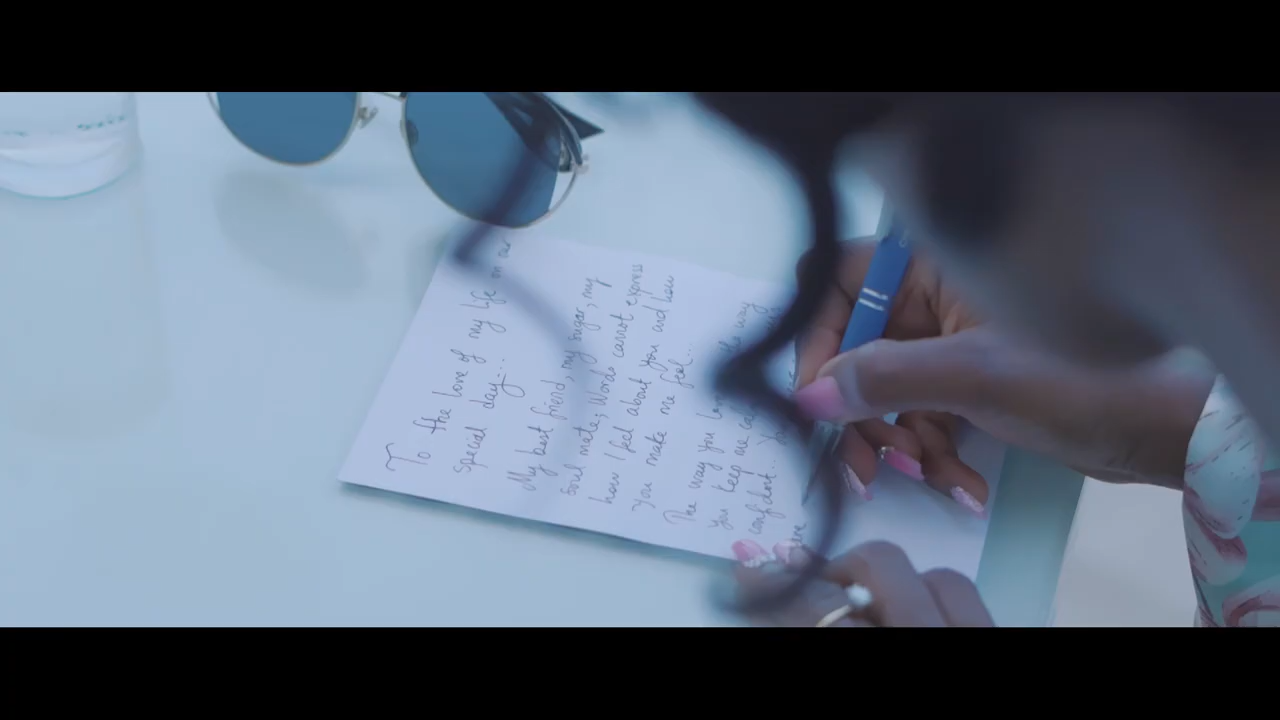 To the love of my life on our
special day...
My best friend, my sugar, my
soul mate; Words cannot express
how I feel about you and how
you make me feel...
The way you the way
you keep me
confident...